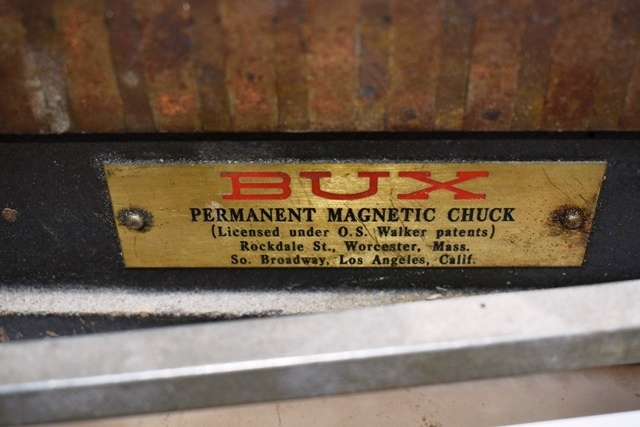 BUX
PERMANENT MAGNETIC CHUCK
(Licensed under O.S. Walker patents)
Rockdale St., Worcester, Mass.
So. Broadway, Los Angeles, Calif.